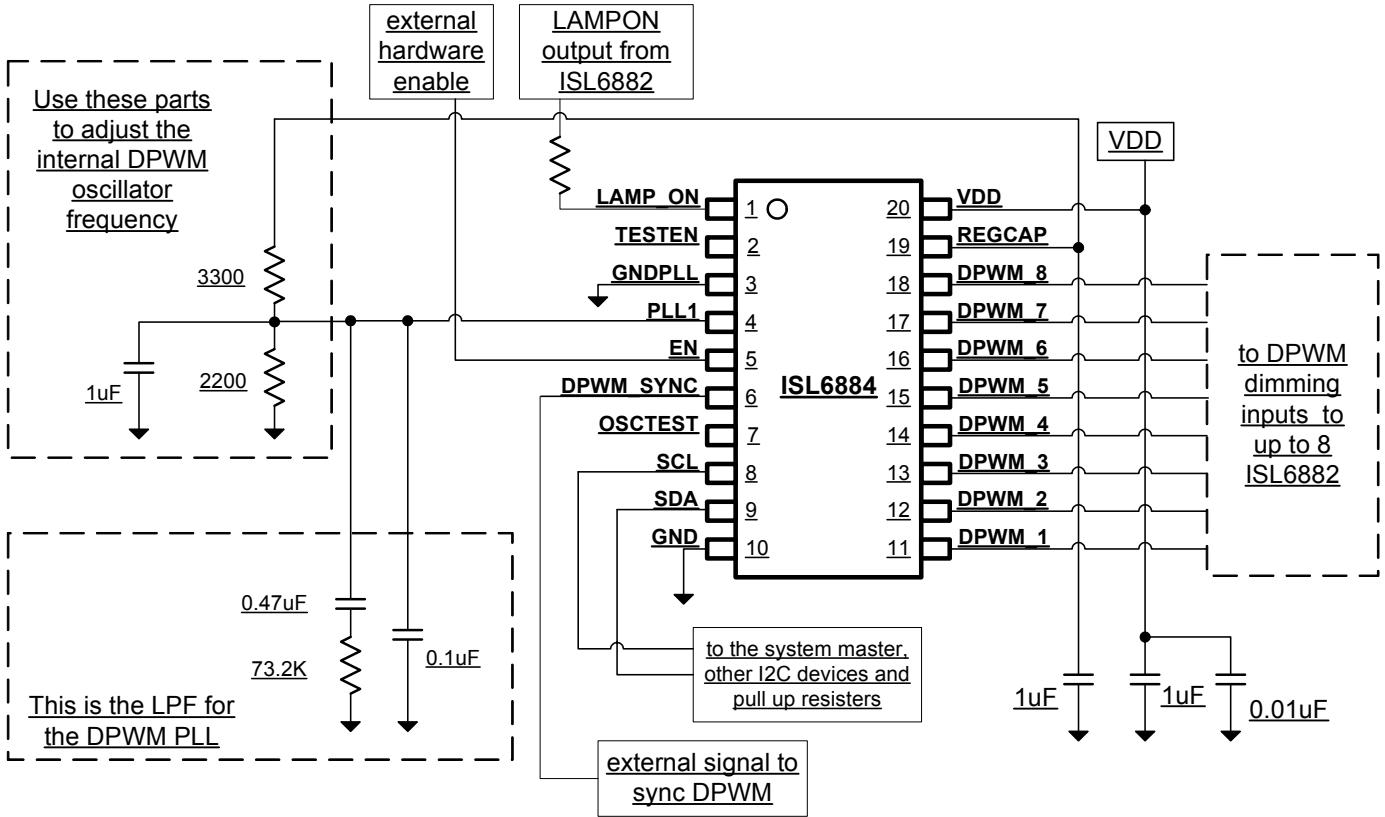 external
hardware
enable
LAMPON
output from
ISL6882
Use these parts
to adjust the
internal DPWM
oscillator
frequency
VDD
3300
2200
1uF
LAMP_ON
TESTEN
GNDPLL
PLL1
EN
DPWM_SYNC
OSCTEST
SCL
SDA
GND
1
2
3
4
5
6
7
8
9
10
ISL6884
20
19
18
17
16
15
14
13
12
11
VDD
REGCAP
DPWM_8
DPWM_7
DPWM_6
DPWM_5
DPWM_4
DPWM_3
DPWM_2
DPWM_1
to DPWM
dimming
inputs to
up to 8
ISL6882
0.47uF
73.2K
0.1uF
This is the LPF for
the DPWM PLL
to the system master,
other I2C devices and
pull up resisters
1uF
1uF
0.01uF
external signal to
sync DPWM